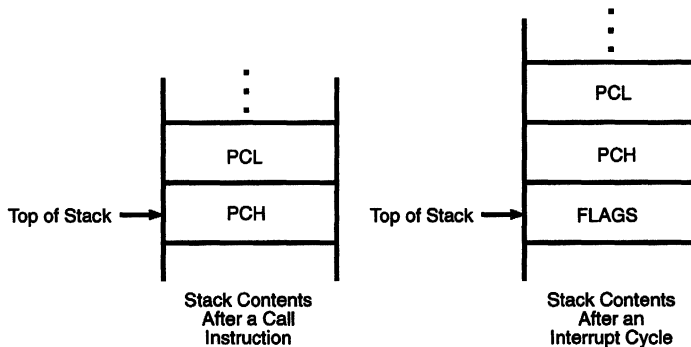 PCL
PCH
Top of Stack
Stack Contents
After a Call
Instruction
PCL
PCH
Top of Stack
FLAGS
Stack Contents
After an
Interrupt Cycle